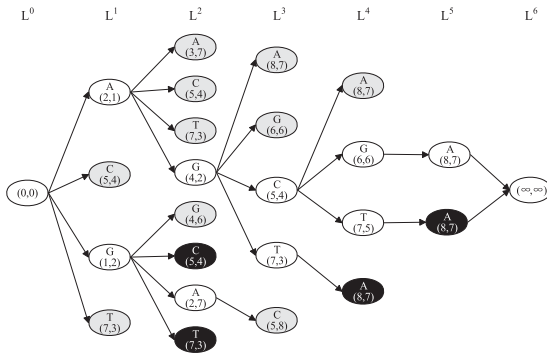 L0 L1 L2 L3 L4 L5 L6
(0,0)
A
(2,1)
C
(5,4)
G
(1,2)
T
(7,3)
A
(3,7)
C
(5,4)
T
(7,3)
G
(4,2)
G
(4,6)
C
(5,4)
A
(2,7)
T
(7,3)
A
(8,7)
G
(6,6)
C
(5,4)
T
(7,3)
C
(5,8)
A
(8,7)
G
(6,6)
T
(7,5)
A
(8,7)
A
(8,7)
A
(8,7)
(∞,∞)